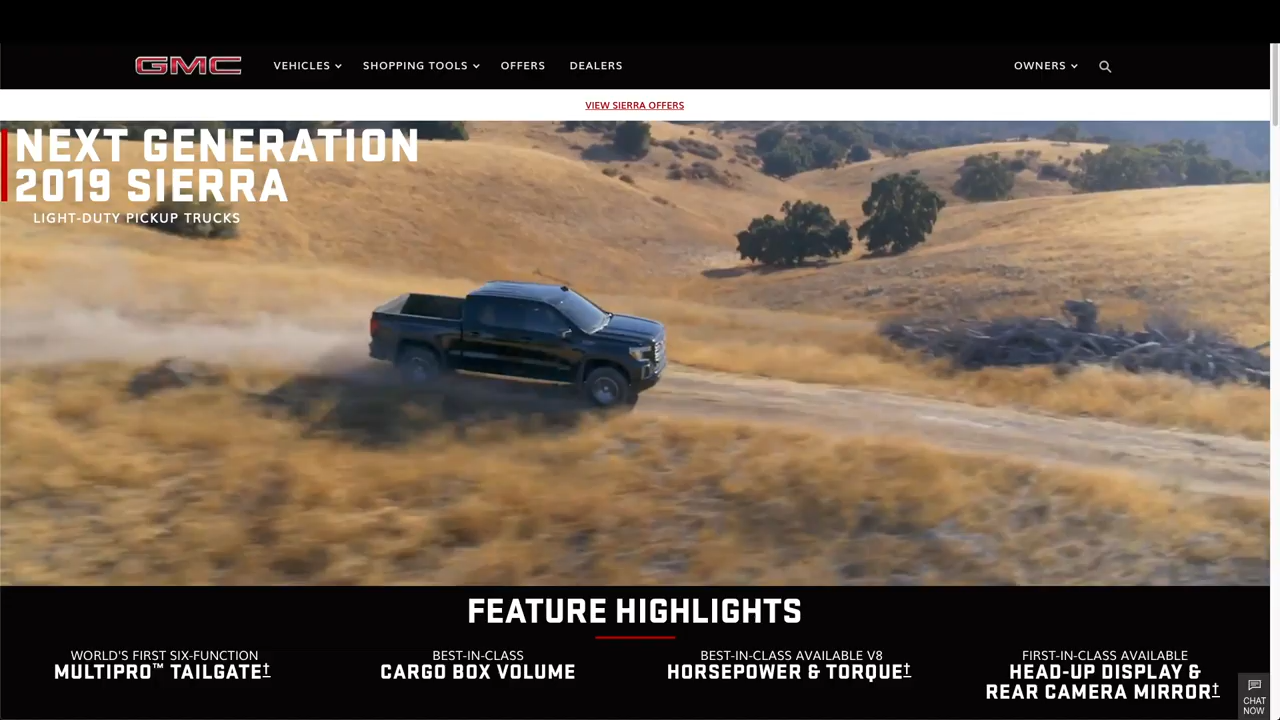 GMC
VEHICLES
SHOPPING TOOLS
OFFERS
DEALERS
OWNERS
VIEW SIERRA OFFERS
NEXT GENERATION
2019 SIERRA
LIGHT-DUTY PICKUP TRUCKS
FEATURE HIGHLIGHTS
WORLD'S FIRST SIX-FUNCTION
MULTIPRO™ TAILGATE†
BEST-IN-CLASS
CARGO BOX VOLUME
BEST-IN-CLASS AVAILABLE V8
HORSEPOWER & TORQUE†
FIRST-IN-CLASS AVAILABLE
HEAD-UP DISPLAY &
REAR CAMERA MIRROR†
CHAT
NOW